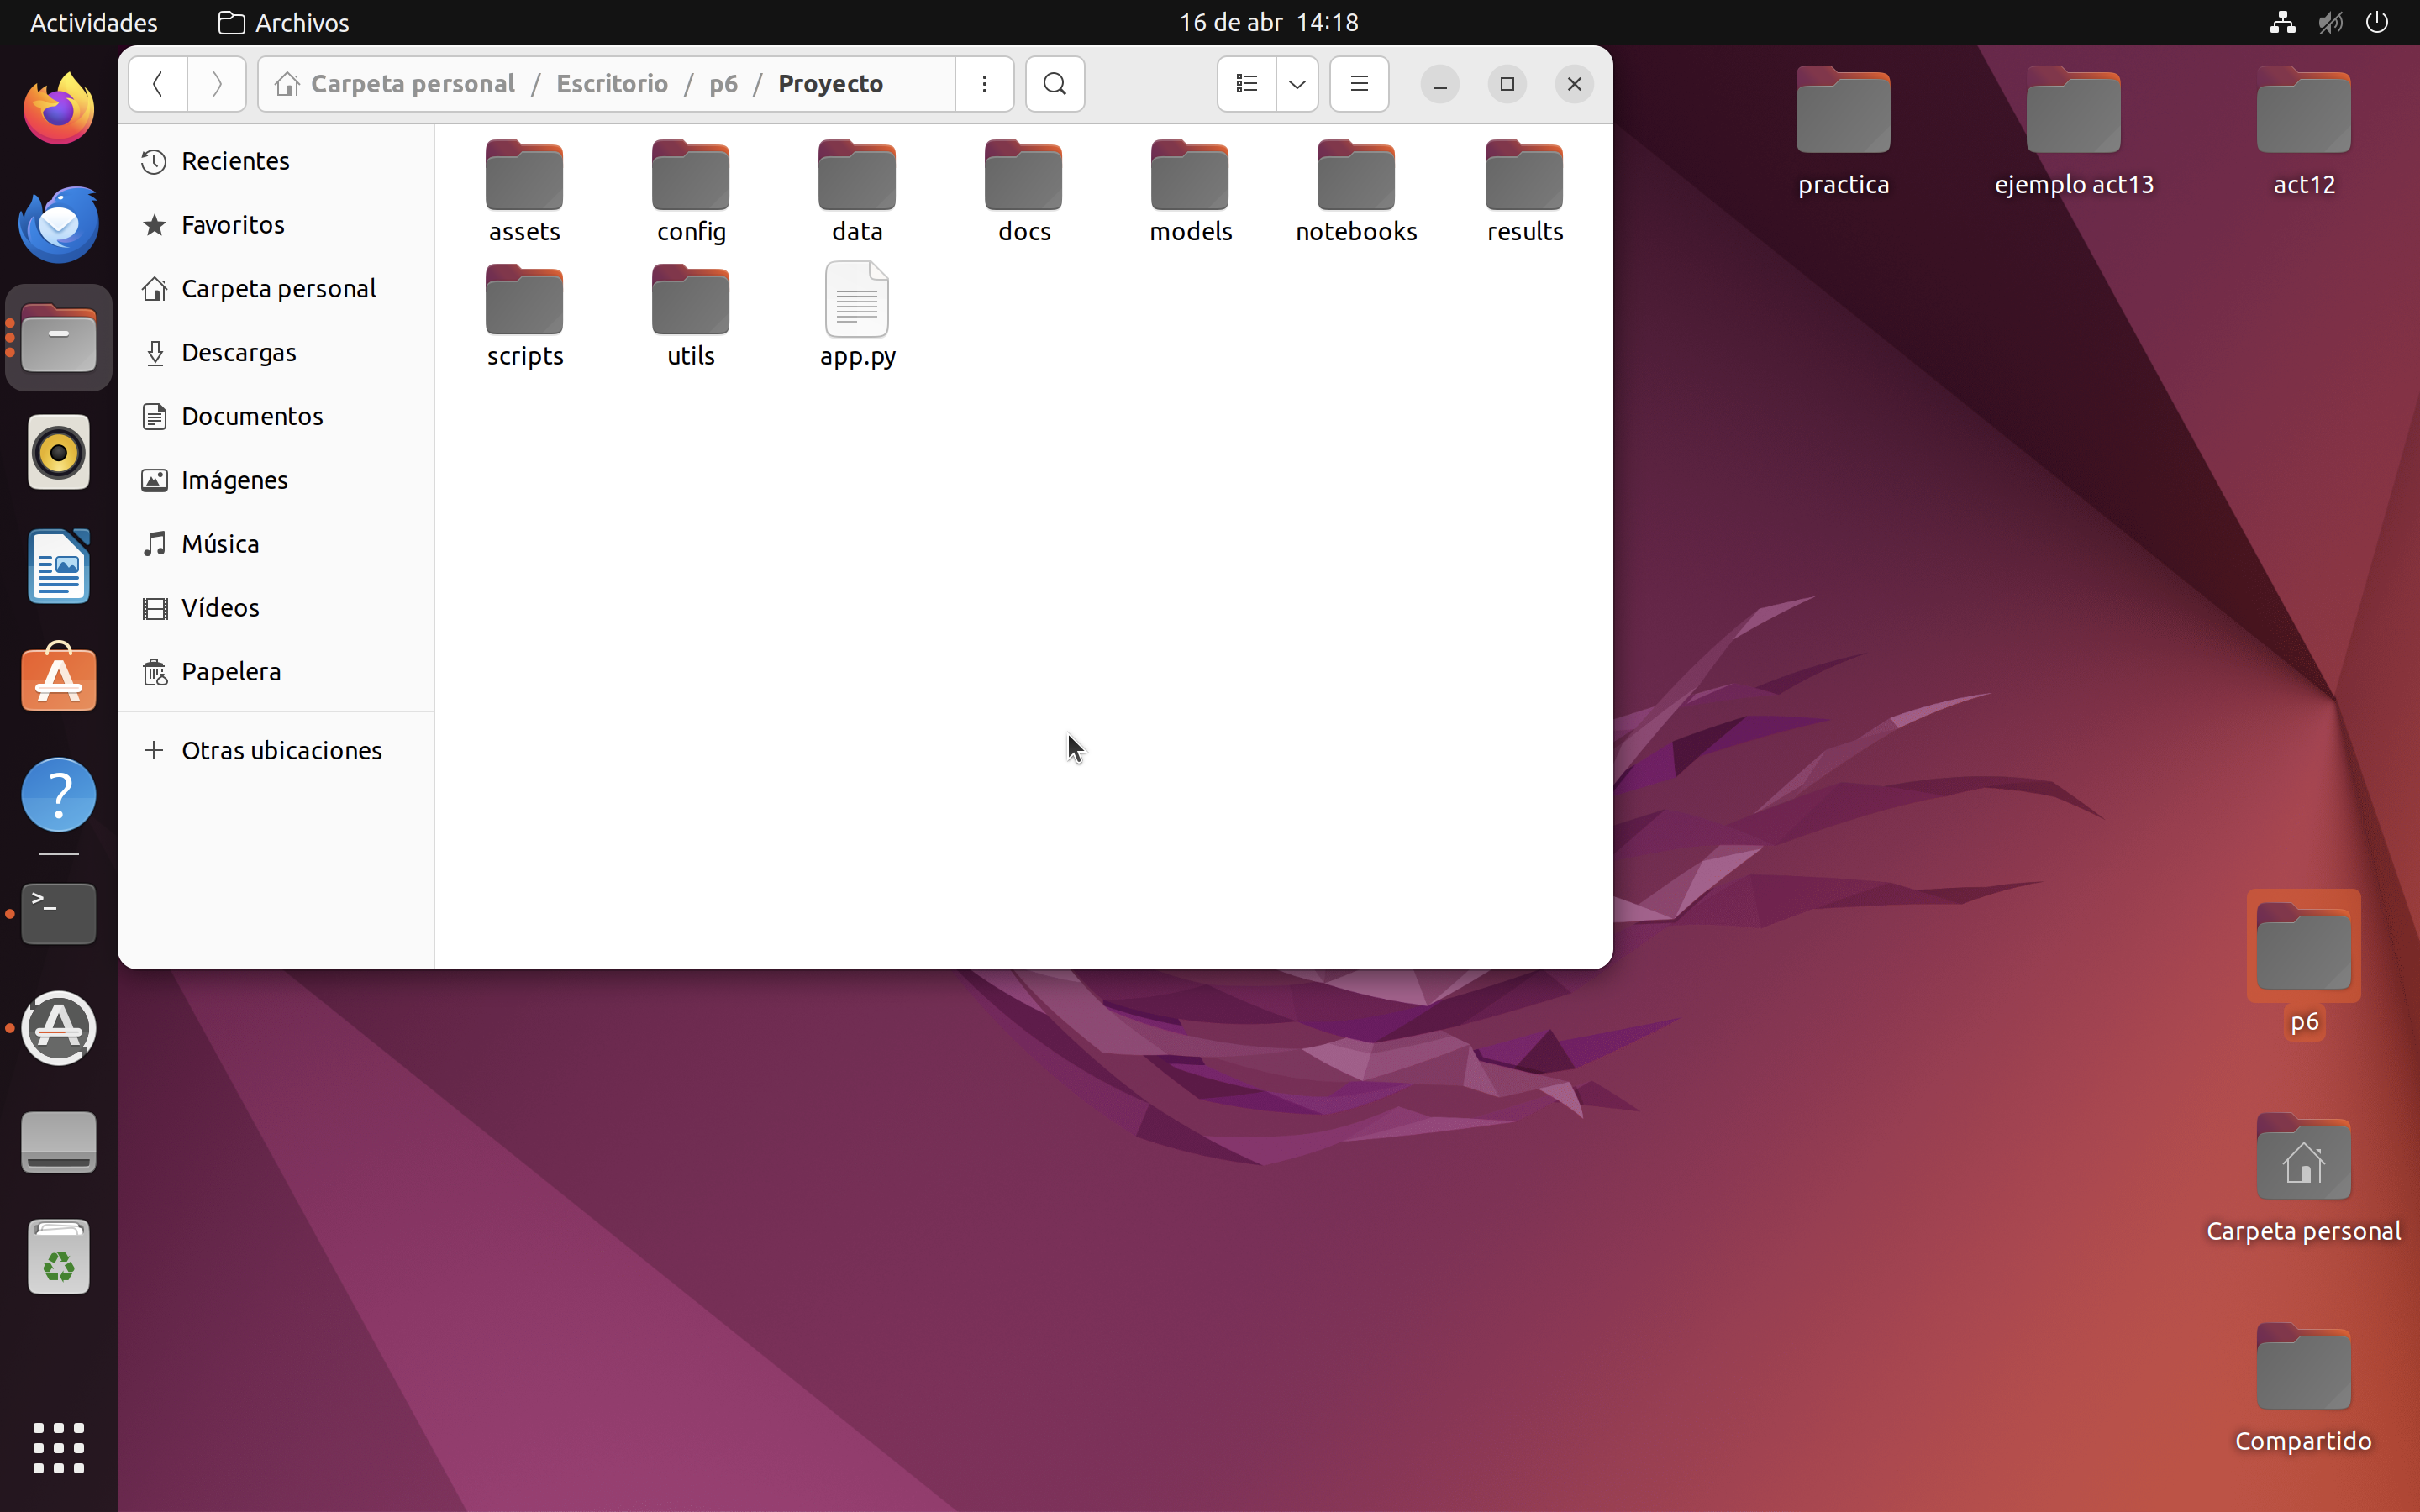 Actividades
Archivos
16 de abr 14:18
Carpeta personal / Escritorio / p6 / Proyecto
Recientes
Favoritos
Carpeta personal
Descargas
Documentos
Imágenes
Música
Vídeos
Papelera
Otras ubicaciones
assets
config
data
docs
models
notebooks
results
scripts
utils
app.py
practica
ejemplo act13
act12
p6
Carpeta personal
Compartido